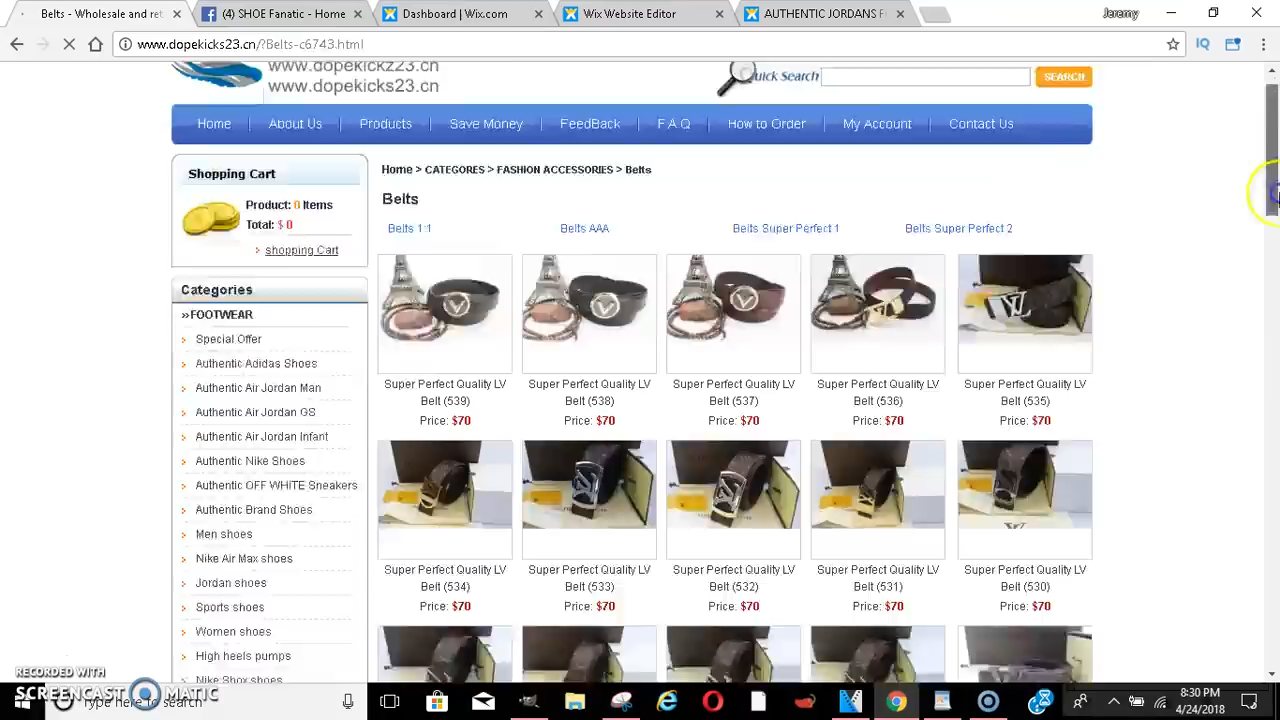 Belts - Wholesale and ret
(4) SHOE Fanatic - Home
Dashboard | Wix.com
Wix Website Editor
AUTHENTIC JORDANS F
Jeremy
www.dopekicks23.cn/?Belts-c6743.html
www.dopekickz23.cn
www.dopekicks23.cn
Quick Search
SEARCH
Home
About Us
Products
Save Money
FeedBack
F A Q
How to Order
My Account
Contact Us
Shopping Cart
Product: 0 Items
Total: $ 0
shopping Cart
Categories
»FOOTWEAR
Special Offer
Authentic Adidas Shoes
Authentic Air Jordan Man
Authentic Air Jordan GS
Authentic Air Jordan Infant
Authentic Nike Shoes
Authentic OFF WHITE Sneakers
Authentic Brand Shoes
Men shoes
Nike Air Max shoes
Jordan shoes
Sports shoes
Women shoes
High heels pumps
Nike Shox shoes
Home > CATEGORES > FASHION ACCESSORIES > Belts
Belts
Belts 1:1
Belts AAA
Belts Super Perfect 1
Belts Super Perfect 2
Super Perfect Quality LV
Belt (539)
Price: $70
Super Perfect Quality LV
Belt (538)
Price: $70
Super Perfect Quality LV
Belt (537)
Price: $70
Super Perfect Quality LV
Belt (536)
Price: $70
Super Perfect Quality LV
Belt (535)
Price: $70
Super Perfect Quality LV
Belt (534)
Price: $70
Super Perfect Quality LV
Belt (533)
Price: $70
Super Perfect Quality LV
Belt (532)
Price: $70
Super Perfect Quality LV
Belt (531)
Price: $70
Super Perfect Quality LV
Belt (530)
Price: $70
RECORDED WITH
SCREENCAST MATIC
Type here to search
8:30 PM
4/24/2018